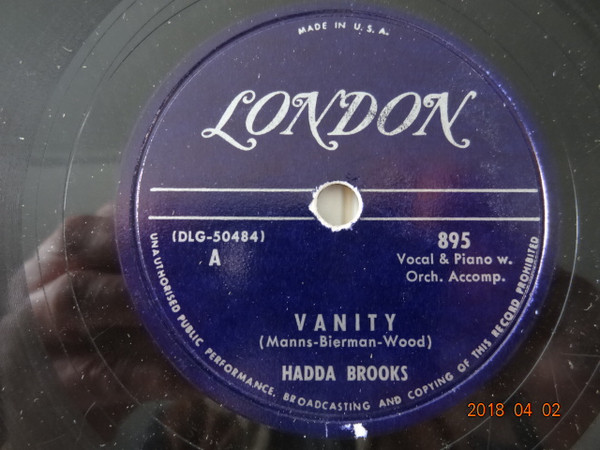 MADE IN U.S.A.
LONDON
(DLG-50484)
A
895
Vocal & Piano w.
Orch. Accomp.
VANITY
(Manns-Bierman-Wood)
HADDA BROOKS
UNAUTHORISED PUBLIC PERFORMANCE, BROADCASTING AND COPYING OF THIS RECORD PROHIBITED
2018 04 02